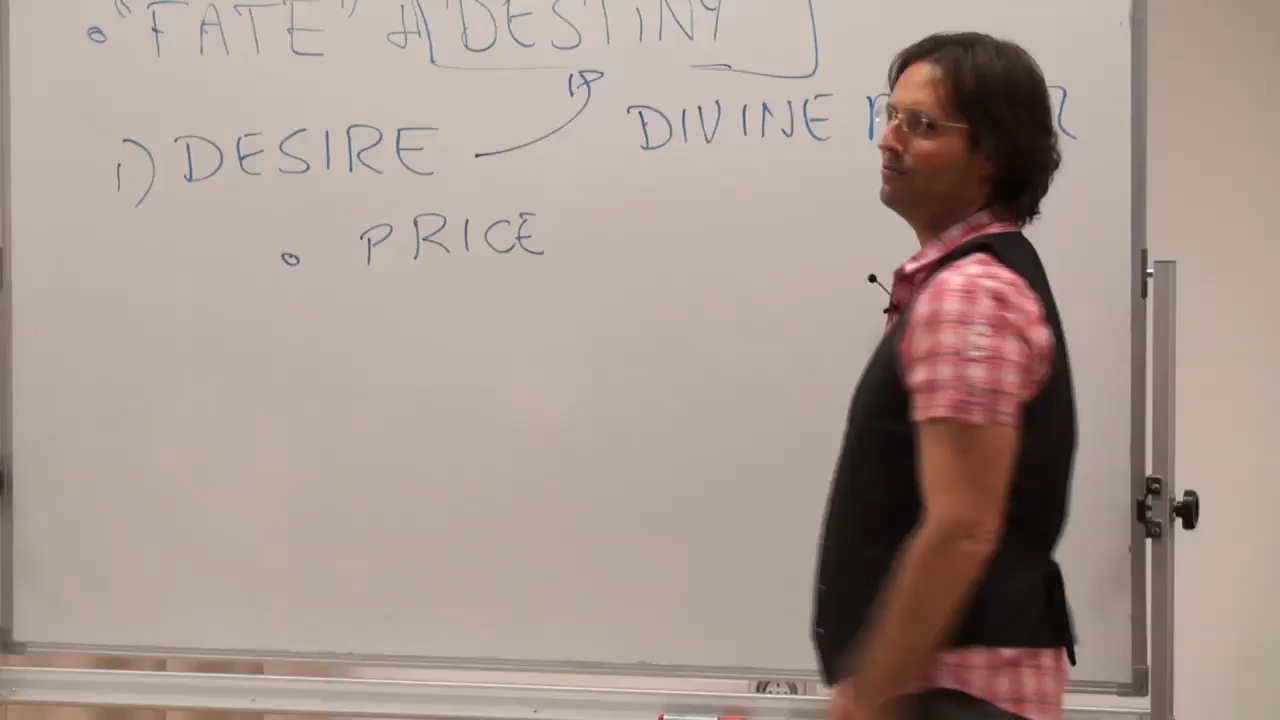 • "FATE" ≠ DESTINY
DIVINE
1) DESIRE
• PRICE